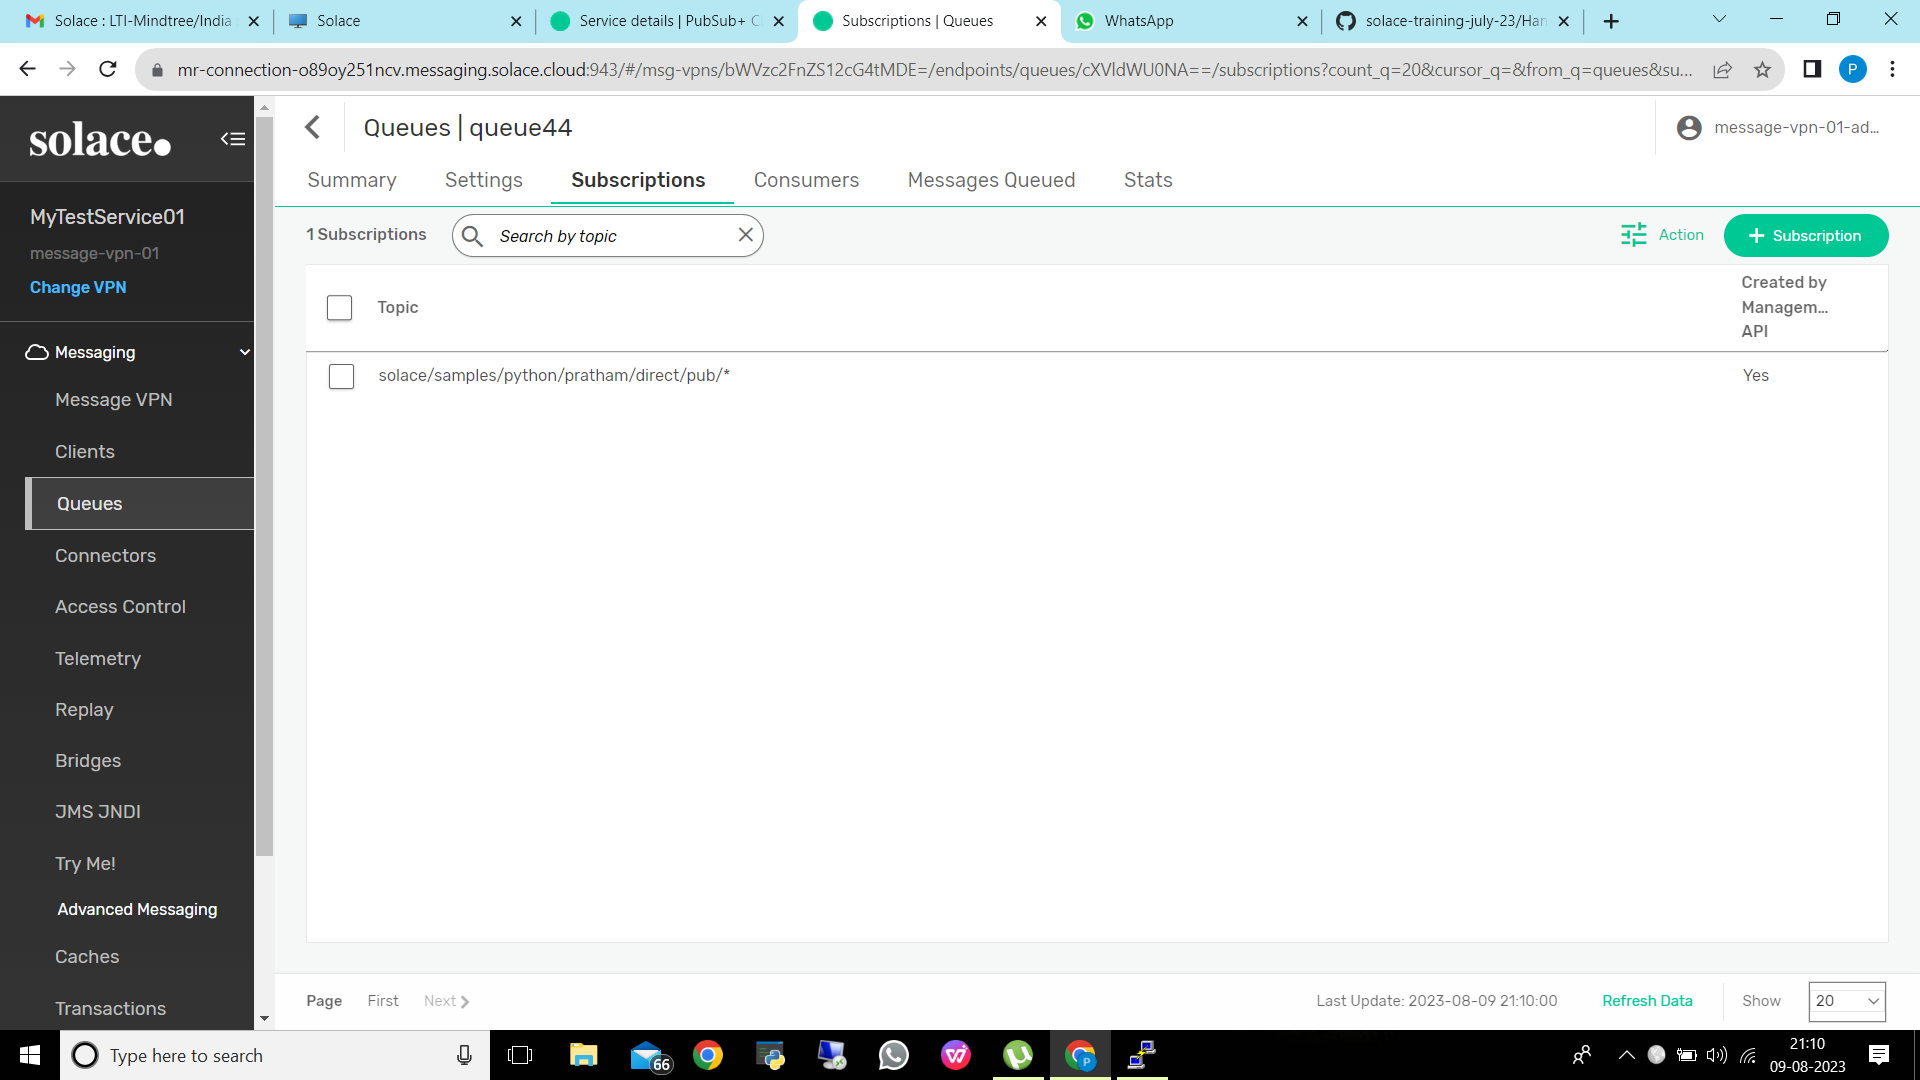 Solace : LTI-Mindtree/India
Solace
Service details | PubSub+ C
Subscriptions | Queues
WhatsApp
solace-training-july-23/Han
mr-connection-o89oy251ncv.messaging.solace.cloud:943/#/msg-vpns/bWVzc2FnZS12cG4tMDE=/endpoints/queues/cXVldWU0NA==/subscriptions?count_q=20&cursor_q=&from_q=queues&su...
P
solace.
Queues | queue44
message-vpn-01-ad...
Summary
Settings
Subscriptions
Consumers
Messages Queued
Stats
MyTestService01
message-vpn-01
Change VPN
1 Subscriptions
Search by topic
Action
+ Subscription
Topic
Created by
Managem...
API
solace/samples/python/pratham/direct/pub/*
Yes
Messaging
Message VPN
Clients
Queues
Connectors
Access Control
Telemetry
Replay
Bridges
JMS JNDI
Try Me!
Advanced Messaging
Caches
Transactions
Page
First
Next
Last Update: 2023-08-09 21:10:00
Refresh Data
Show
20
Type here to search
66
P
21:10
09-08-2023